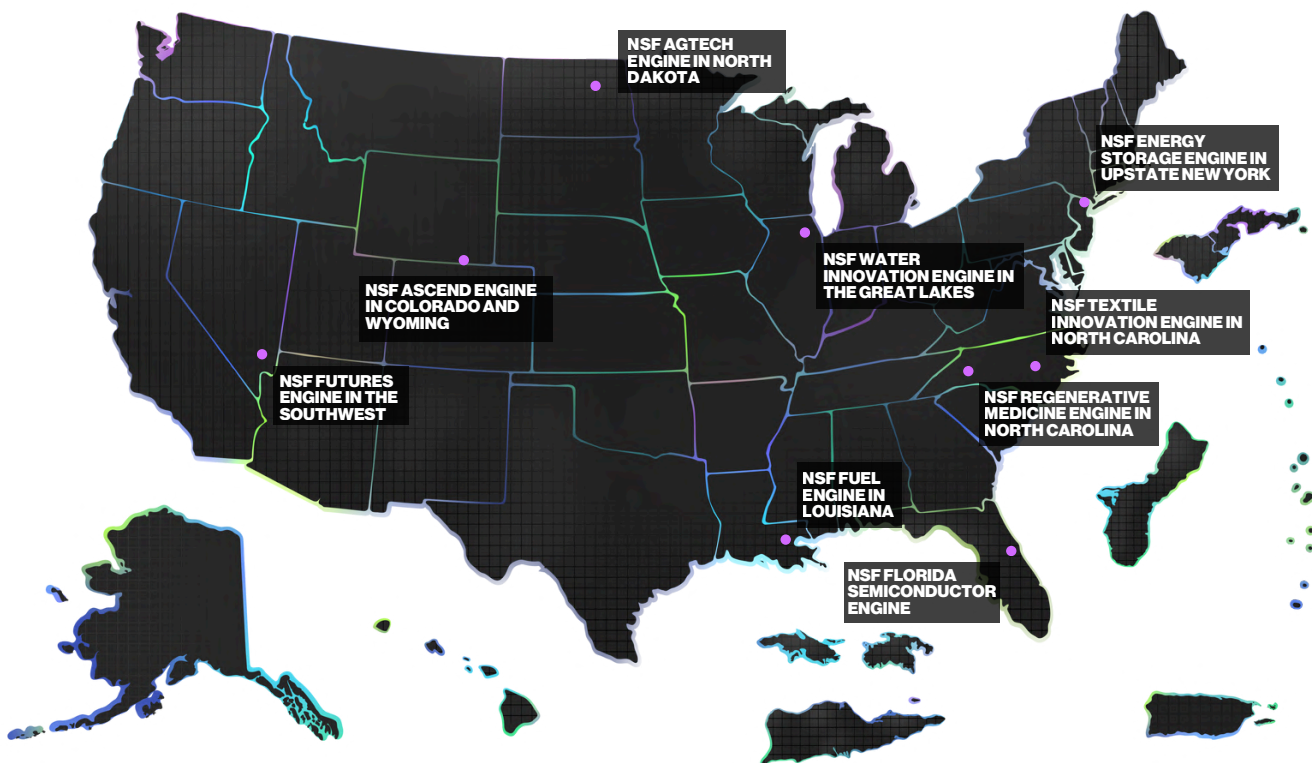 NSF AGTECH
ENGINE IN NORTH
DAKOTA
NSF ENERGY
STORAGE ENGINE IN
UPSTATE NEW YORK
NSF WATER
INNOVATION ENGINE IN
THE GREAT LAKES
NSF ASCEND ENGINE
IN COLORADO AND
WYOMING
NSF TEXTILE
INNOVATION ENGINE IN
NORTH CAROLINA
NSF FUTURES
ENGINE IN THE
SOUTHWEST
NSF REGENERATIVE
MEDICINE ENGINE IN
NORTH CAROLINA
NSF FUEL
ENGINE IN
LOUISIANA
NSF FLORIDA
SEMICONDUCTOR
ENGINE